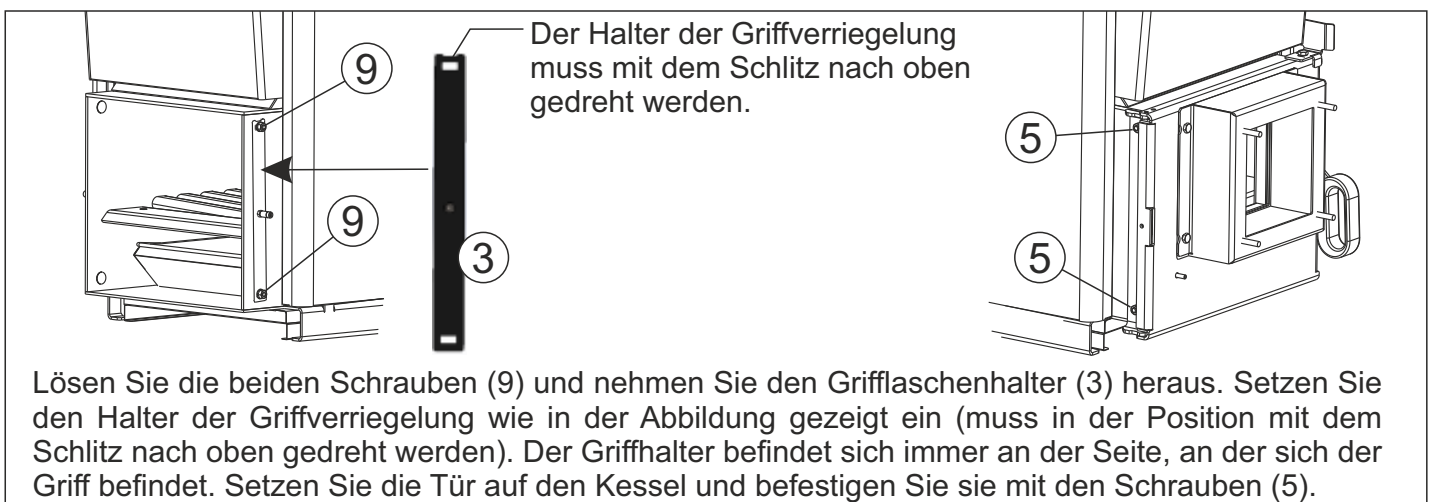 Der Halter der Griffverriegelung
muss mit dem Schlitz nach oben
gedreht werden.
9
9
3
5
5
Lösen Sie die beiden Schrauben (9) und nehmen Sie den Grifflaschenhalter (3) heraus. Setzen Sie
den Halter der Griffverriegelung wie in der Abbildung gezeigt ein (muss in der Position mit dem
Schlitz nach oben gedreht werden). Der Griffhalter befindet sich immer an der Seite, an der sich der
Griff befindet. Setzen Sie die Tür auf den Kessel und befestigen Sie sie mit den Schrauben (5).